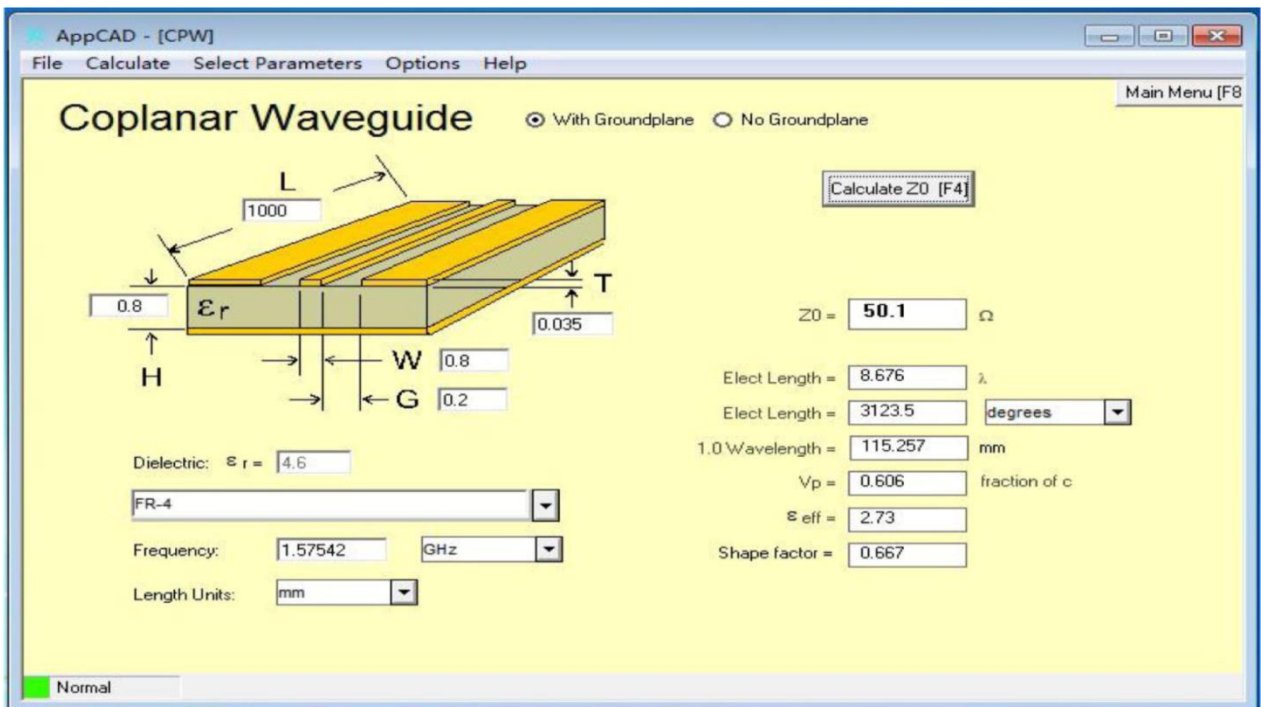 AppCAD - [CPW]
File Calculate Select Parameters Options Help
Main Menu [F8
Coplanar Waveguide
With Groundplane No Groundplane
Calculate Z0 [F4]
L
1000
0.8
H
εr
T
0.035
W 0.8
G 0.2
Dielectric: εr = 4.6
FR-4
Frequency: 1.57542 GHz
Length Units: mm
Z0 = 50.1 Ω
Elect Length = 8.676 λ
Elect Length = 3123.5 degrees
1.0 Wavelength = 115.257 mm
Vp = 0.606 fraction of c
ε eff = 2.73
Shape factor = 0.667
Normal